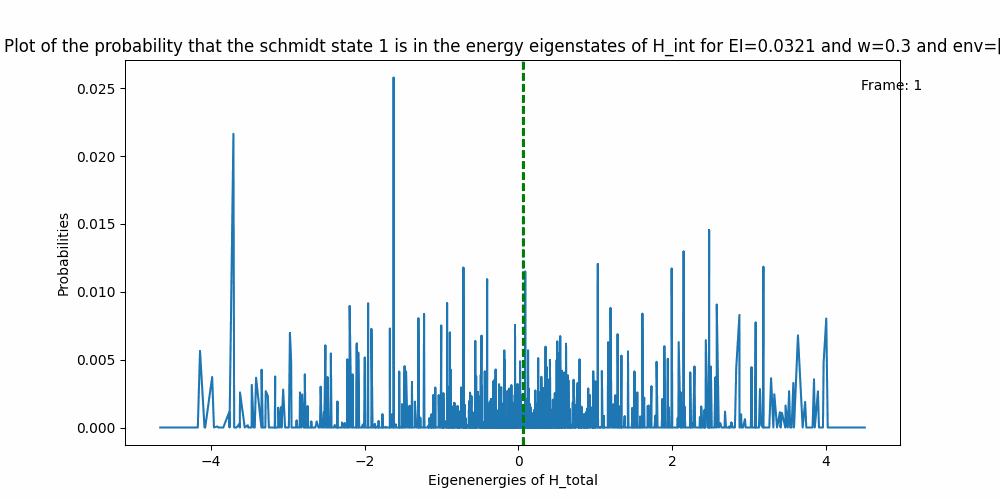 Plot of the probability that the schmidt state 1 is in the energy eigenstates of H_int for EI=0.0321 and w=0.3 and env=[
Frame: 1
0.025
0.020
0.015
0.010
0.005
0.000
Probabilities
−4 −2 0 2 4
Eigenenergies of H_total